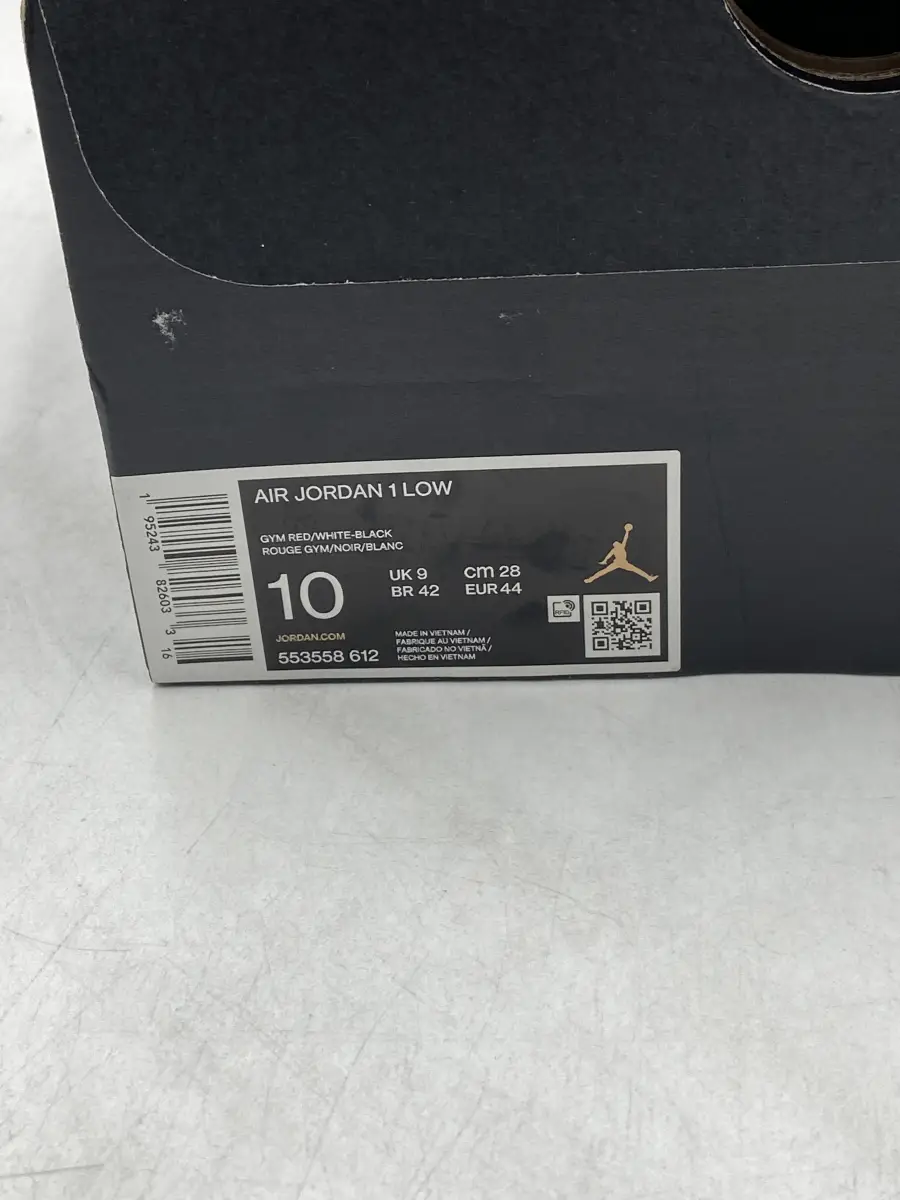 AIR JORDAN 1 LOW
GYM RED/WHITE-BLACK
ROUGE GYM/NOIR/BLANC
10
UK 9 cm 28
BR 42 EUR 44
JORDAN.COM
553558 612
MADE IN VIETNAM /
FABRIQUE AU VIETNAM /
FABRICADO NO VIETNÃ /
HECHO EN VIETNAM
RFID
1 95243 82603 3 16